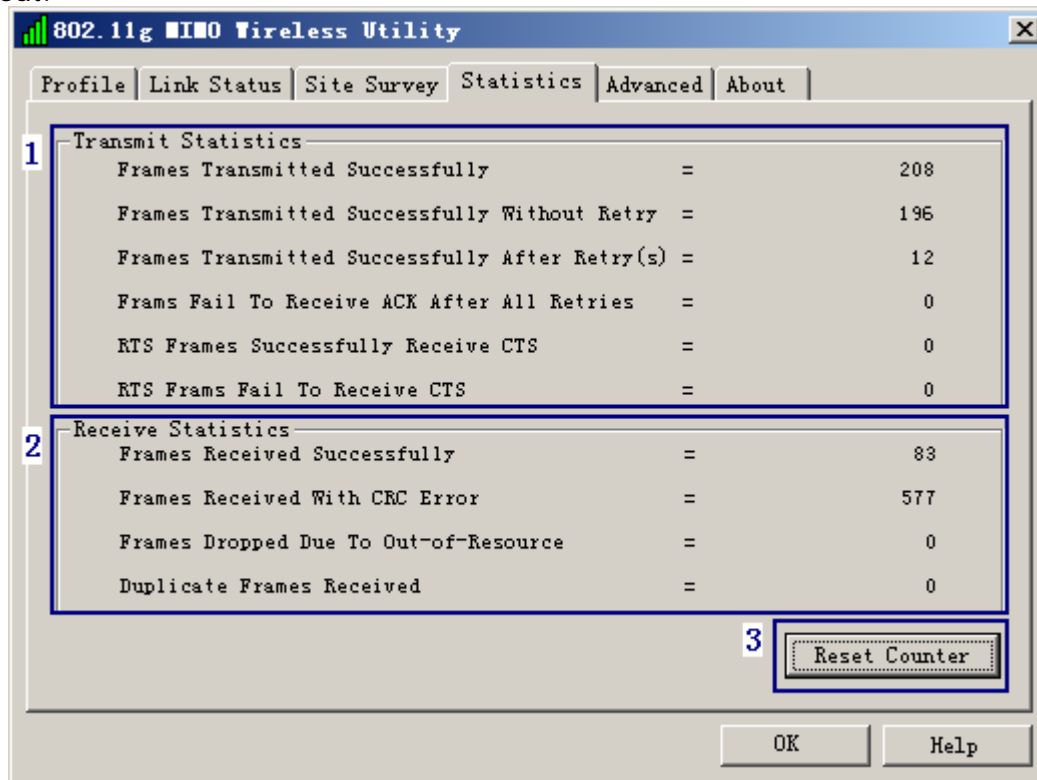 802.11g MIMO Wireless Utility
Profile Link Status Site Survey Statistics Advanced About
1
Transmit Statistics
Frames Transmitted Successfully = 208
Frames Transmitted Successfully Without Retry = 196
Frames Transmitted Successfully After Retry(s) = 12
Frams Fail To Receive ACK After All Retries = 0
RTS Frames Successfully Receive CTS = 0
RTS Frams Fail To Receive CTS = 0
2
Receive Statistics
Frames Received Successfully = 83
Frames Received With CRC Error = 577
Frames Dropped Due To Out-of-Resource = 0
Duplicate Frames Received = 0
3
Reset Counter
OK Help